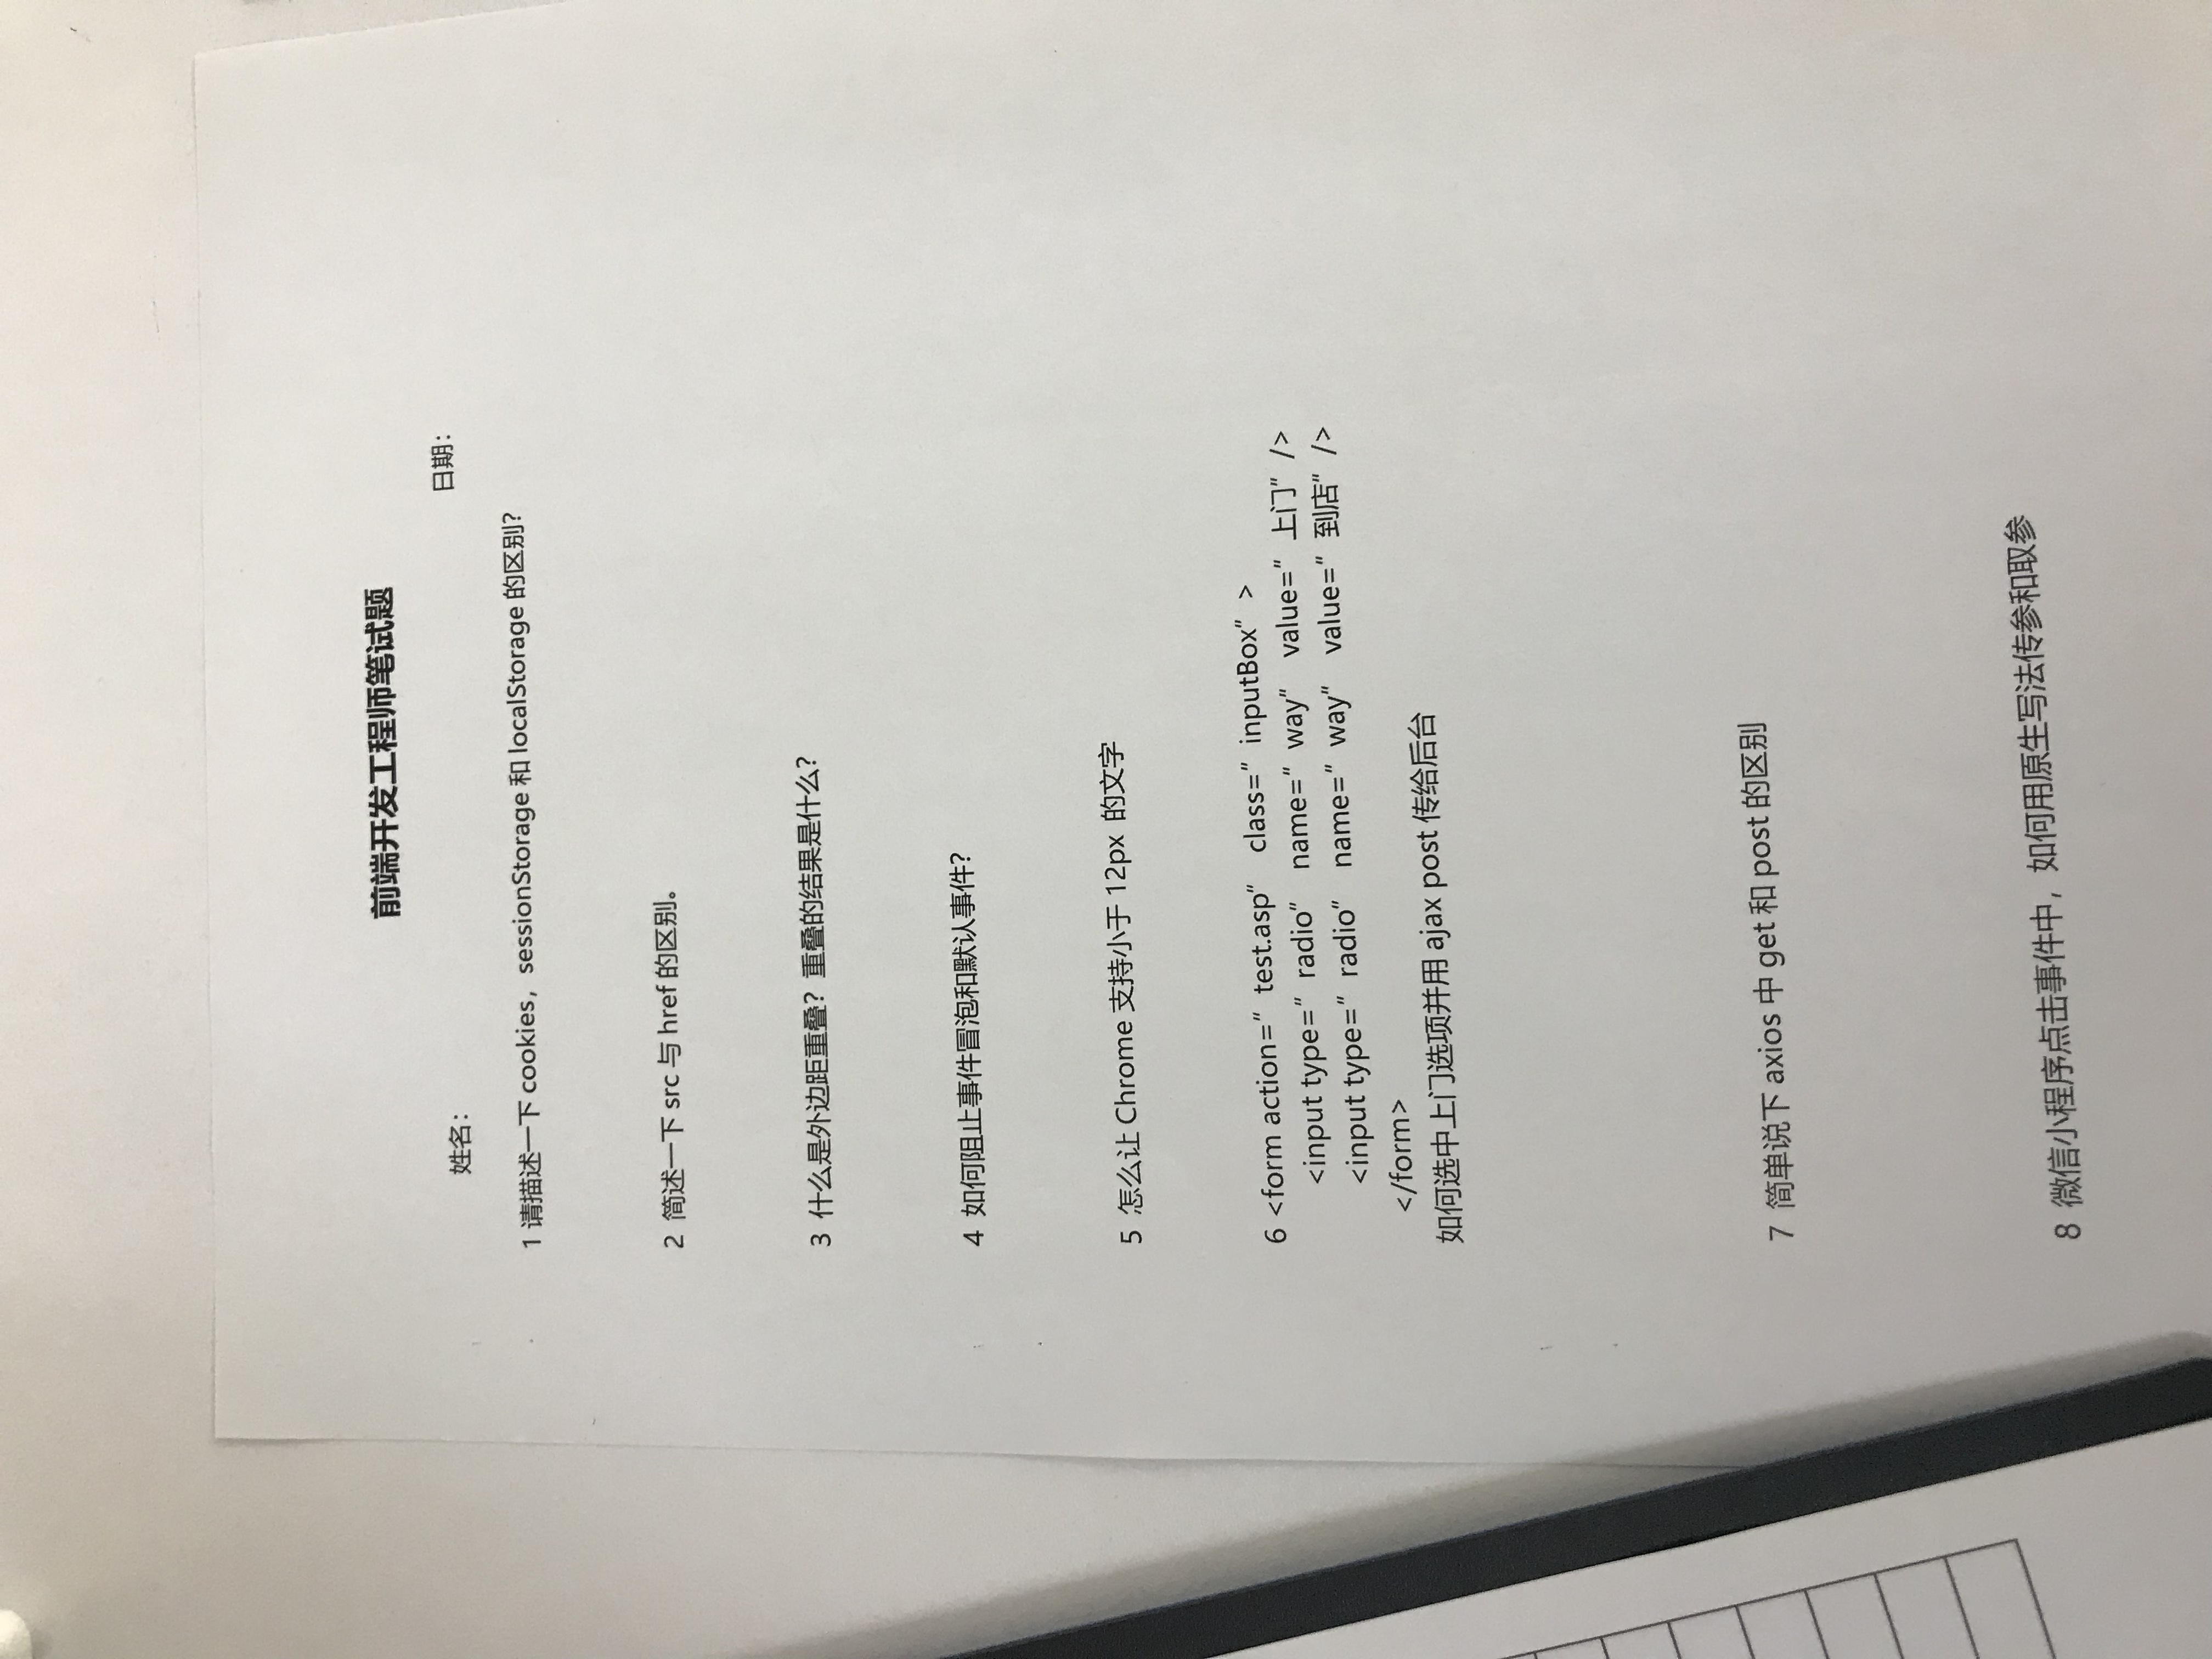 前端开发工程师笔试题
姓名： 日期：
1 请描述一下 cookies，sessionStorage 和 localStorage 的区别？
2 简述一下 src 与 href 的区别。
3 什么是外边距重叠？重叠的结果是什么？
4 如何阻止事件冒泡和默认事件？
5 怎么让 Chrome 支持小于 12px 的文字
6 <form action=” test.asp” class=” inputBox” >
<input type=” radio” name=” way” value=” 上门” />
<input type=” radio” name=” way” value=” 到店” />
</form>
如何选中上门选项并用 ajax post 传给后台
7 简单说下 axios 中 get 和 post 的区别
8 微信小程序点击事件中，如何用原生写法传参和取参